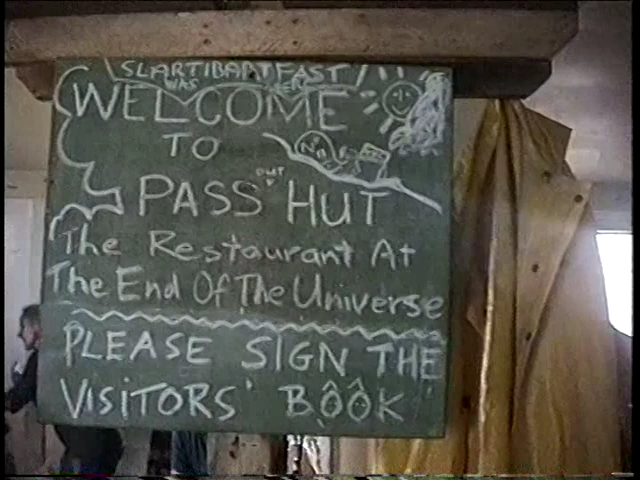 SLARTIBARTFAST
WAS HERE
WELCOME
TO
PASS OUT HUT
The Restaurant At
The End Of The Universe
PLEASE SIGN THE
VISITORS' BÔÔK